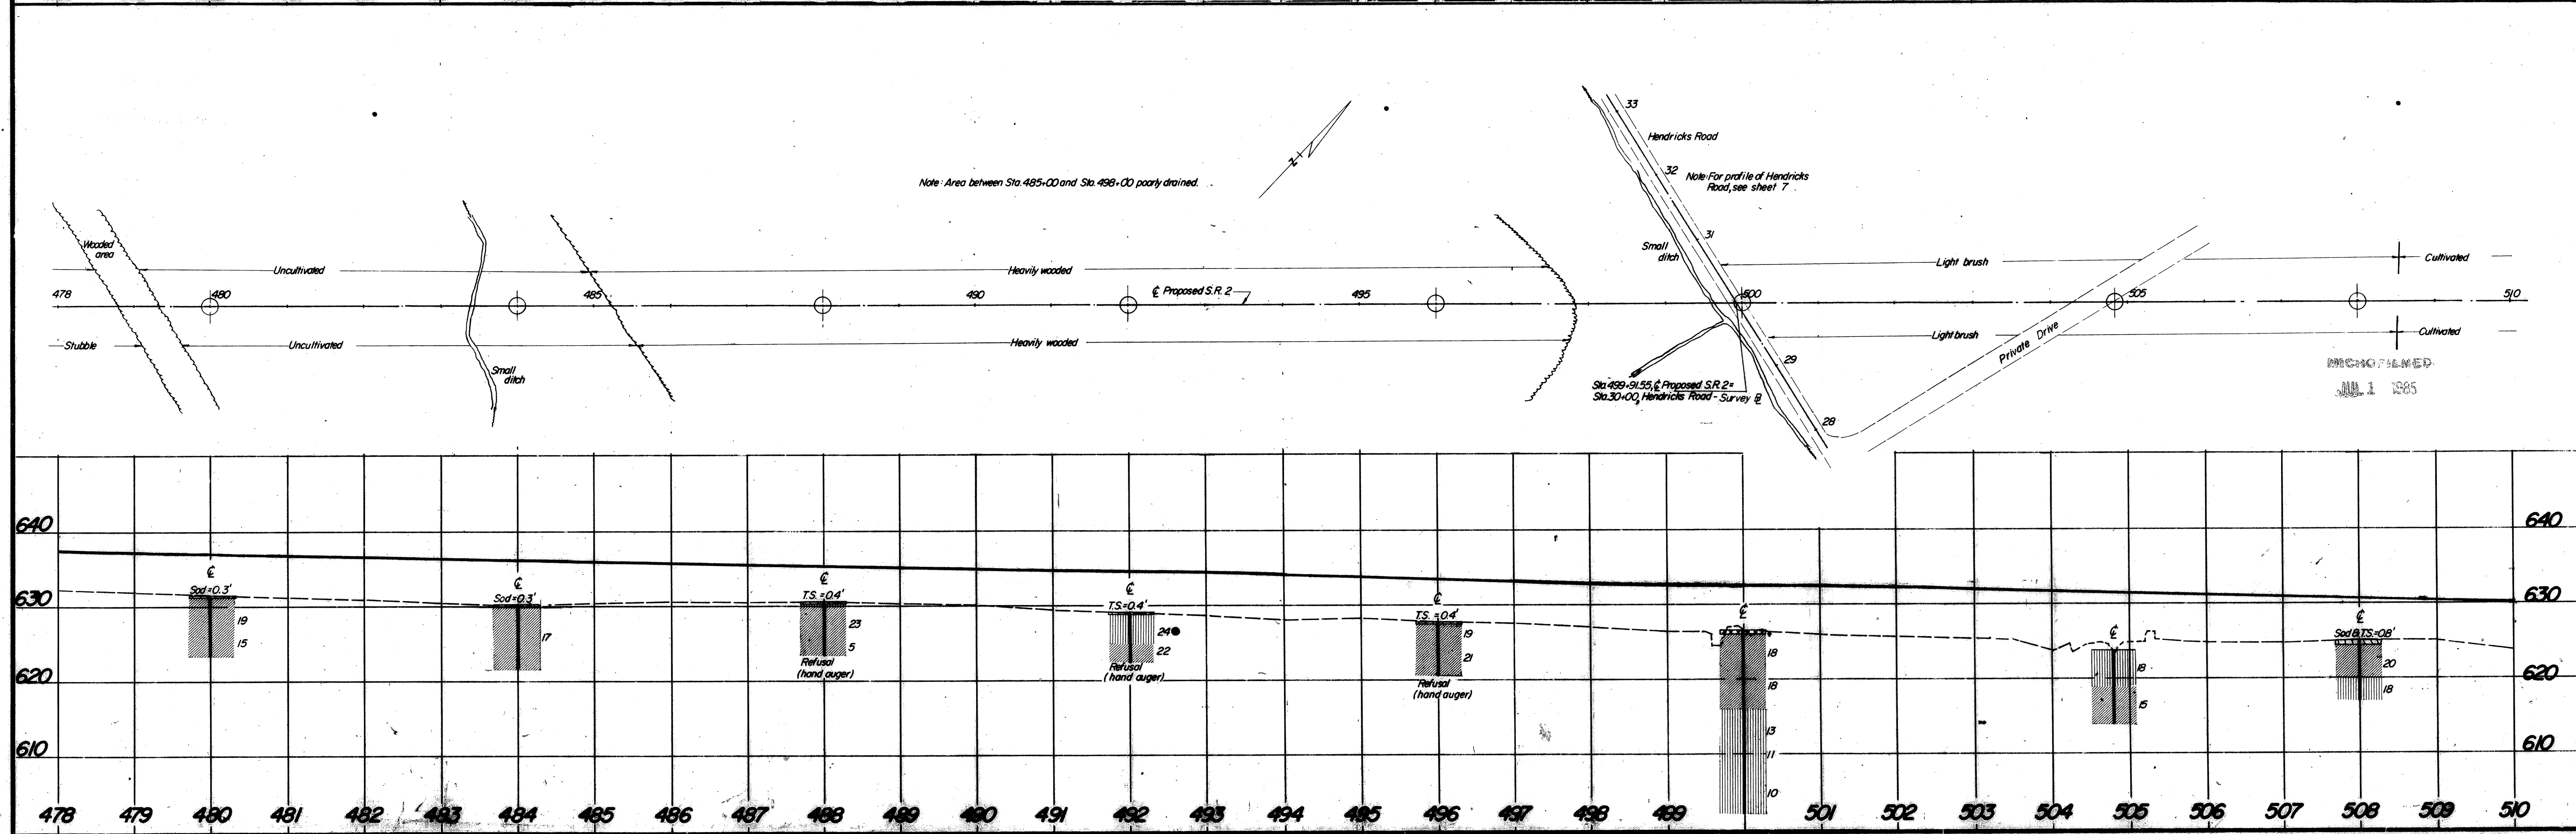 33
Hendricks Road
32
Note: For profile of Hendricks
Road, see sheet 7
Note: Area between Sta. 485+00 and Sta. 498+00 poorly drained.
Z
31
Wooded
area
Small
ditch
Uncultivated
Heavily wooded
Light brush
Cultivated
478
480
485
490
℄ Proposed S.R. 2
495
500
505
510
Stubble
Uncultivated
Heavily wooded
Light brush
Private Drive
Cultivated
29
Small
ditch
Sta. 499+91.55, ℄ Proposed S.R. 2=
Sta. 30+00, Hendricks Road - Survey ⅊
28
MICROFILMED
JUL 1 1985
640
640
℄
℄
℄
℄
℄
℄
℄
℄
Sod=0.3'
Sod=0.3'
T.S.=0.4'
T.S.=0.4'
T.S.=0.4'
Sod & T.S.=0.8'
630
630
19
15
17
23
5
24
22
19
21
18
18
13
11
10
18
15
20
18
Refusal
(hand auger)
Refusal
(hand auger)
Refusal
(hand auger)
620
620
610
610
478 479 480 481 482 483 484 485 486 487 488 489 490 491 492 493 494 495 496 497 498 499 501 502 503 504 505 506 507 508 509 510